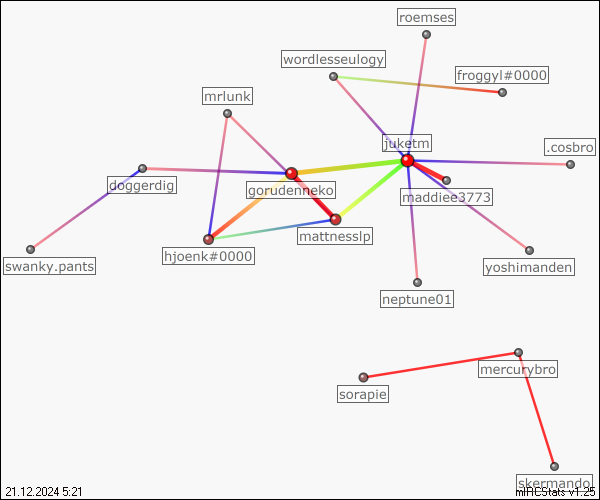 roemses
wordlesseulogy
froggyl#0000
mrlunk
juketm
.cosbro
doggerdig
gorudenneko
maddiee3773
mattnesslp
hjoenk#0000
swanky.pants
yoshimanden
neptune01
mercurybro
sorapie
skermando
21.12.2024 5:21
mIRCStats v1.25